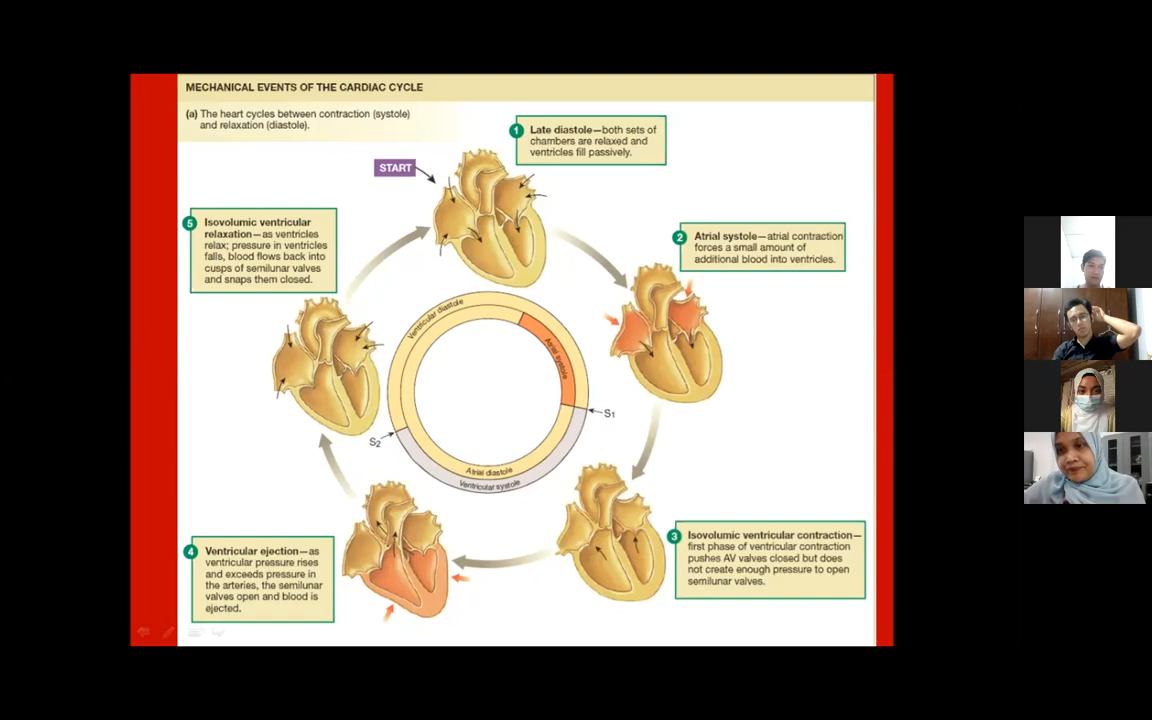 MECHANICAL EVENTS OF THE CARDIAC CYCLE
(a) The heart cycles between contraction (systole)
and relaxation (diastole).
START
1
Late diastole—both sets of
chambers are relaxed and
ventricles fill passively.
5
Isovolumic ventricular
relaxation—as ventricles
relax; pressure in ventricles
falls, blood flows back into
cusps of semilunar valves
and snaps them closed.
2
Atrial systole—atrial contraction
forces a small amount of
additional blood into ventricles.
Ventricular diastole
Atrial systole
S1
S2
Atrial diastole
Ventricular systole
4
Ventricular ejection—as
ventricular pressure rises
and exceeds pressure in
the arteries, the semilunar
valves open and blood is
ejected.
3
Isovolumic ventricular contraction—
first phase of ventricular contraction
pushes AV valves closed but does
not create enough pressure to open
semilunar valves.